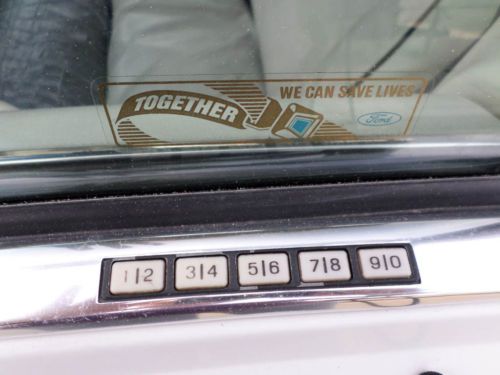 WE CAN SAVE LIVES
TOGETHER
Ford
1|2 3|4 5|6 7|8 9|0